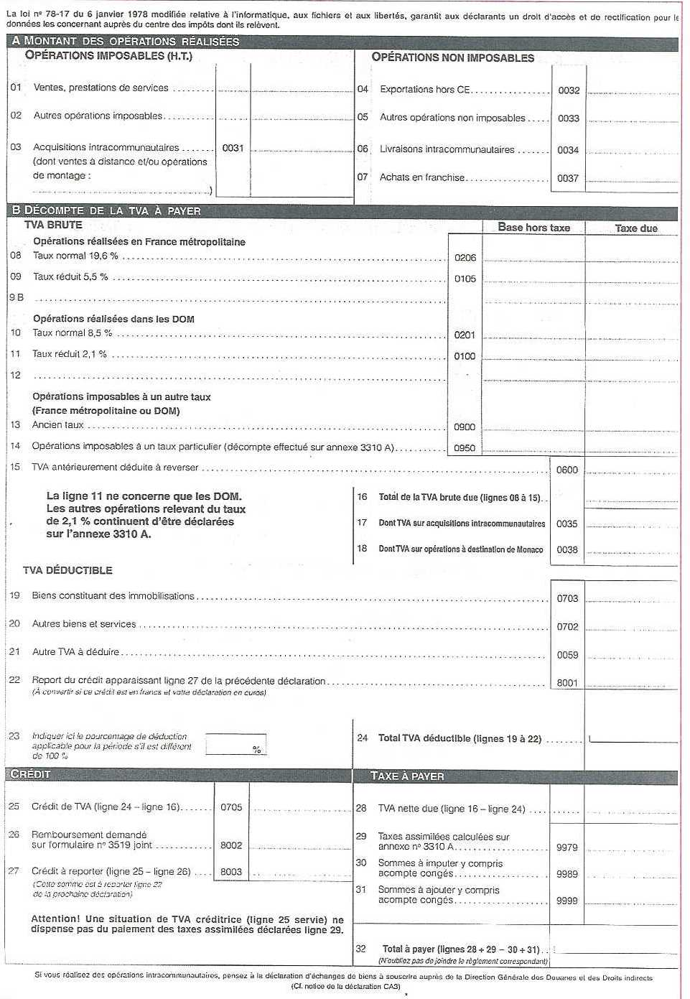 La loi nº 78-17 du 6 janvier 1978 modifiée relative à l'informatique, aux fichiers et aux libertés, garantit aux déclarants un droit d'accès et de rectification pour le
données les concernant auprès du centre des impôts dont ils relèvent.
A MONTANT DES OPÉRATIONS RÉALISÉES
OPÉRATIONS IMPOSABLES (H.T.)
01 Ventes, prestations de services
02 Autres opérations imposables
03 Acquisitions intracommunautaires 0031
(dont ventes à distance et/ou opérations
de montage :
)
OPÉRATIONS NON IMPOSABLES
04 Exportations hors CE 0032
05 Autres opérations non imposables 0033
06 Livraisons intracommunautaires 0034
07 Achats en franchise 0037
B DÉCOMPTE DE LA TVA À PAYER
TVA BRUTE Base hors taxe Taxe due
Opérations réalisées en France métropolitaine
08 Taux normal 19,6 % 0206
09 Taux réduit 5,5 % 0105
9 B
Opérations réalisées dans les DOM
10 Taux normal 8,5 % 0201
11 Taux réduit 2,1 % 0100
12
Opérations imposables à un autre taux
(France métropolitaine ou DOM)
13 Ancien taux 0900
14 Opérations imposables à un taux particulier (décompte effectué sur annexe 3310 A) 0950
15 TVA antérieurement déduite à reverser 0600
La ligne 11 ne concerne que les DOM.
Les autres opérations relevant du taux
de 2,1 % continuent d'être déclarées
sur l'annexe 3310 A.
16 Total de la TVA brute due (lignes 08 à 15)
17 Dont TVA sur acquisitions intracommunautaires 0035
18 Dont TVA sur opérations à destination de Monaco 0038
TVA DÉDUCTIBLE
19 Biens constituant des immobilisations 0703
20 Autres biens et services 0702
21 Autre TVA à déduire 0059
22 Report du crédit apparaissant ligne 27 de la précédente déclaration 8001
(À convertir si ce crédit est en francs et votre déclaration en euros)
23 Indiquer ici le pourcentage de déduction
applicable pour la période s'il est différent
de 100 %
%
24 Total TVA déductible (lignes 19 à 22)
CRÉDIT
25 Crédit de TVA (ligne 24 – ligne 16) 0705
26 Remboursement demandé
sur formulaire nº 3519 joint 8002
27 Crédit à reporter (ligne 25 – ligne 26) 8003
(Cette somme est à reporter ligne 22
de la prochaine déclaration)
Attention! Une situation de TVA créditrice (ligne 25 servie) ne
dispense pas du paiement des taxes assimilées déclarées ligne 29.
TAXE À PAYER
28 TVA nette due (ligne 16 – ligne 24)
29 Taxes assimilées calculées sur
annexe nº 3310 A 9979
30 Sommes à imputer y compris
acompte congés 9989
31 Sommes à ajouter y compris
acompte congés 9999
32 Total à payer (lignes 28 + 29 – 30 + 31)
(N'oubliez pas de joindre le règlement correspondant)
Si vous réalisez des opérations intracommunautaires, pensez à la déclaration d'échanges de biens à souscrire auprès de la Direction Générale des Douanes et des Droits indirects
(Cf. notice de la déclaration CA3)